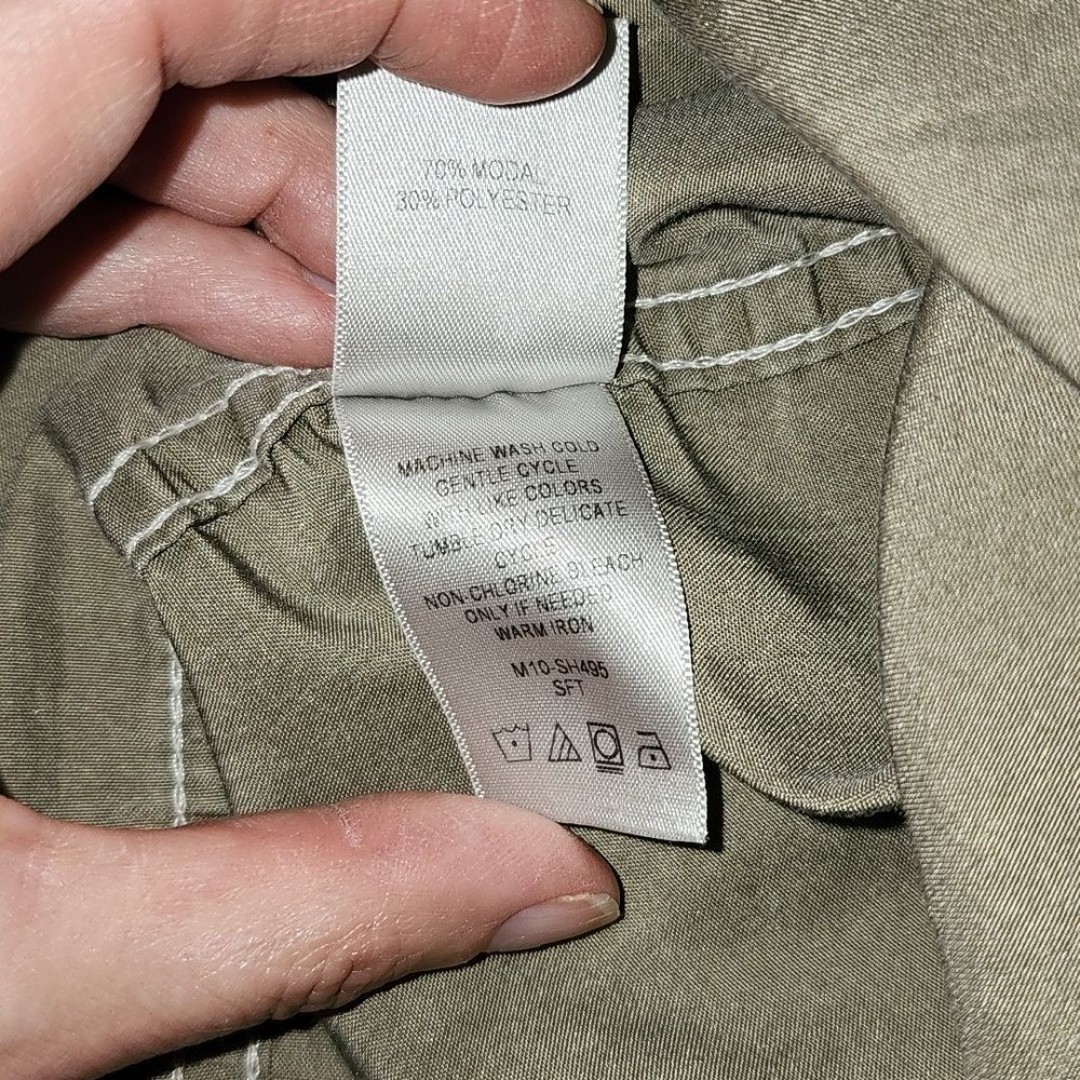 70% MODAL
30% POLYESTER
MACHINE WASH COLD
GENTLE CYCLE
WITH LIKE COLORS
TUMBLE DRY DELICATE
CYCLE
NON CHLORINE BLEACH
ONLY IF NEEDED
WARM IRON
M10-SH495
SFT